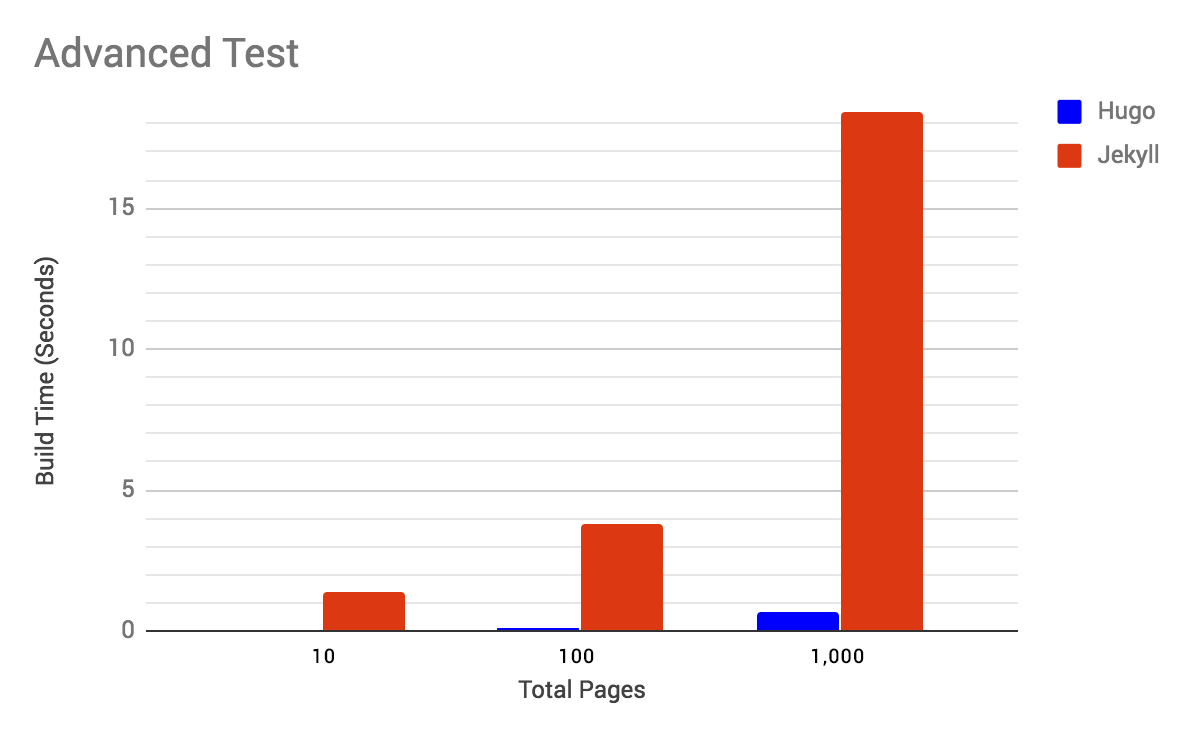 Advanced Test
Hugo
Jekyll
15
10
5
0
Build Time (Seconds)
10
100
1,000
Total Pages